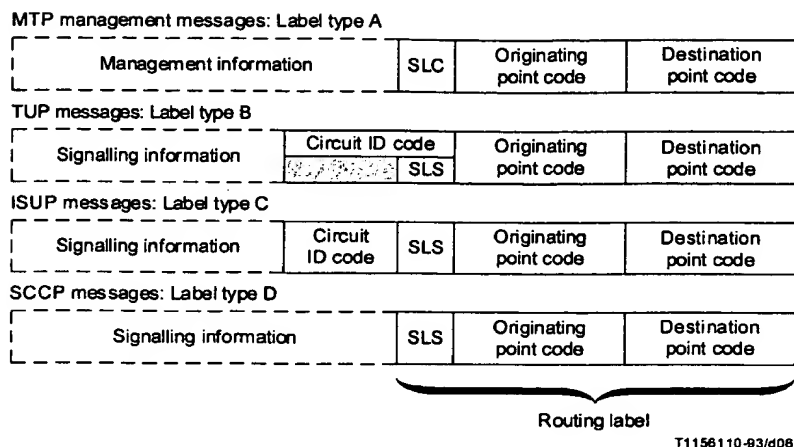 MTP management messages: Label type A
Management information
SLC
Originating
point code
Destination
point code
TUP messages: Label type B
Signalling information
Circuit ID code
SLS
Originating
point code
Destination
point code
ISUP messages: Label type C
Signalling information
Circuit
ID code
SLS
Originating
point code
Destination
point code
SCCP messages: Label type D
Signalling information
SLS
Originating
point code
Destination
point code
Routing label
T1156110-93/d06